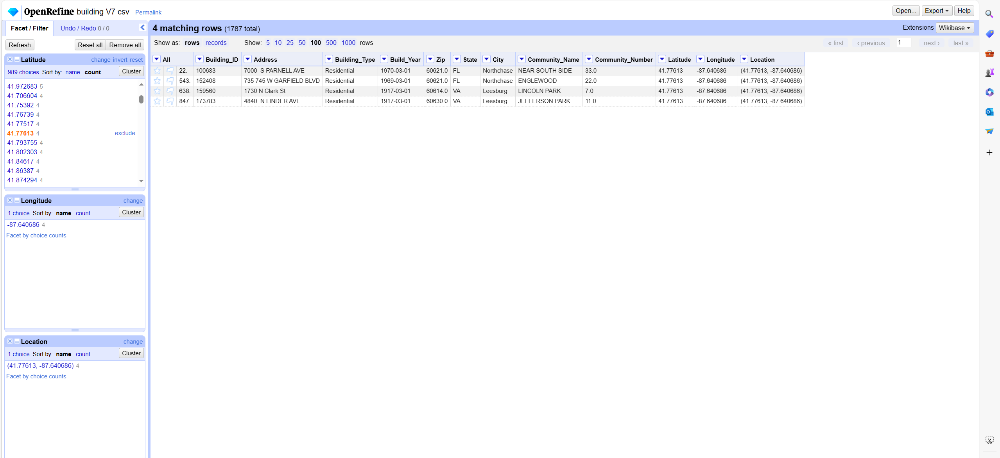 OpenRefine building V7 csv Permalink
Open... Export Help
Facet / Filter Undo / Redo 0 / 0
4 matching rows (1787 total)
Extensions Wikibase
Refresh Reset all Remove all
Show as: rows records Show: 5 10 25 50 100 500 1000 rows
« first ‹ previous 1 next › last »
Latitude change invert reset
989 choices Sort by: name count Cluster
41.972683 5
41.706604 4
41.75392 4
41.76739 4
41.77517 4
41.77613 4 exclude
41.793755 4
41.802303 4
41.84617 4
41.86387 4
41.874294 4
Longitude change
1 choice Sort by: name count Cluster
-87.640686 4
Facet by choice counts
Location change
1 choice Sort by: name count Cluster
(41.77613, -87.640686) 4
Facet by choice counts
All Building_ID Address Building_Type Build_Year Zip State City Community_Name Community_Number Latitude Longitude Location
22. 100683 7000 S PARNELL AVE Residential 1970-03-01 60621.0 FL Northchase NEAR SOUTH SIDE 33.0 41.77613 -87.640686 (41.77613, -87.640686)
543. 152408 735 745 W GARFIELD BLVD Residential 1969-03-01 60621.0 FL Northchase ENGLEWOOD 22.0 41.77613 -87.640686 (41.77613, -87.640686)
638. 159560 1730 N Clark St Residential 1917-03-01 60614.0 VA Leesburg LINCOLN PARK 7.0 41.77613 -87.640686 (41.77613, -87.640686)
847. 173783 4840 N LINDER AVE Residential 1917-03-01 60630.0 VA Leesburg JEFFERSON PARK 11.0 41.77613 -87.640686 (41.77613, -87.640686)